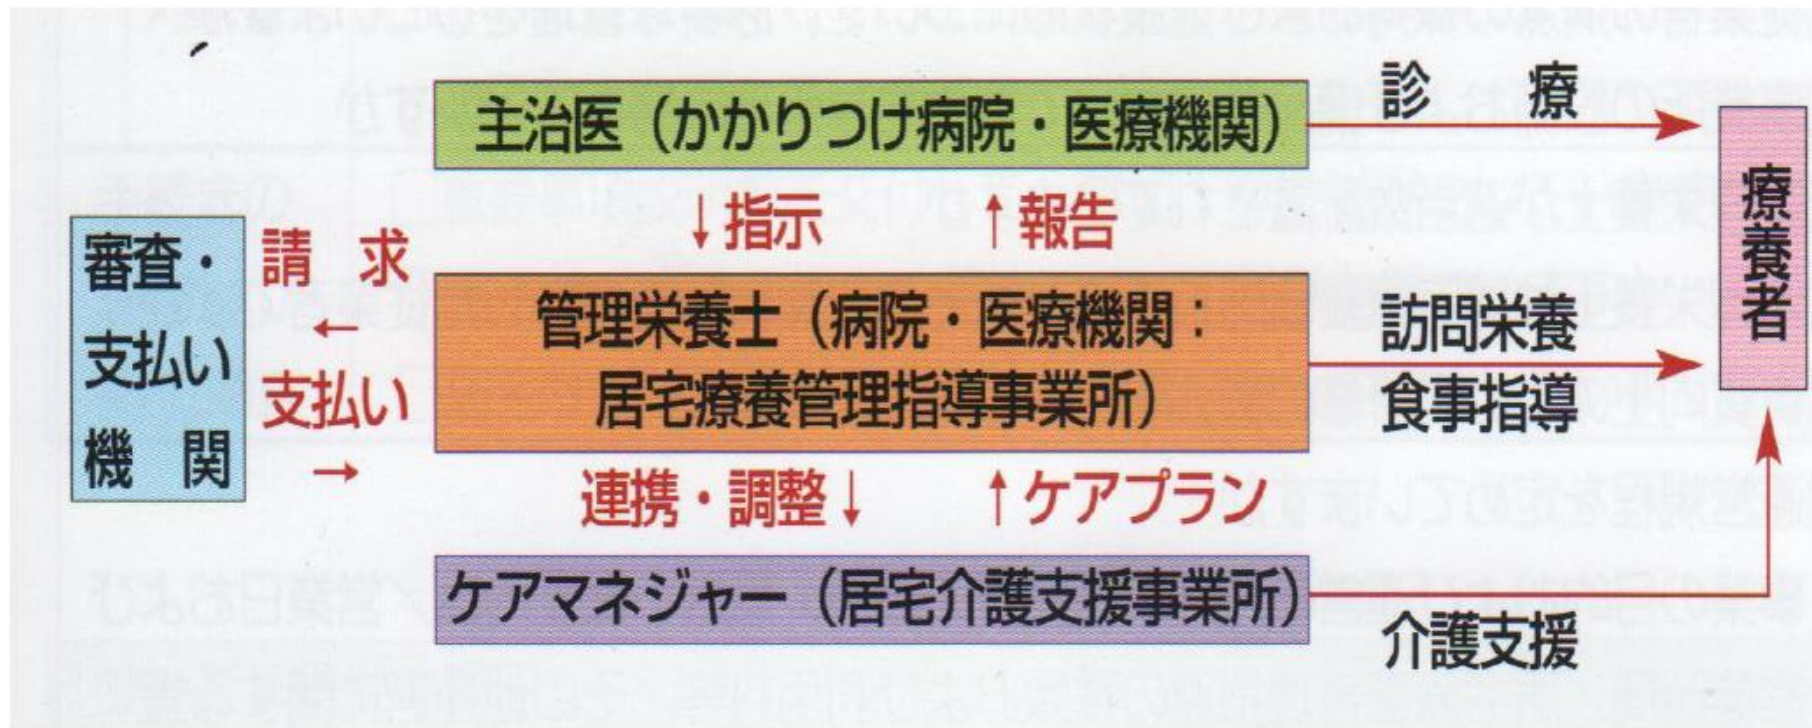 主治医（かかりつけ病院・医療機関）
診　療
↓指示
↑報告
療養者
審査・
支払い
機　関
請　求
←
支払い
→
管理栄養士（病院・医療機関：
居宅療養管理指導事業所）
訪問栄養
食事指導
連携・調整↓
↑ケアプラン
ケアマネジャー（居宅介護支援事業所）
介護支援